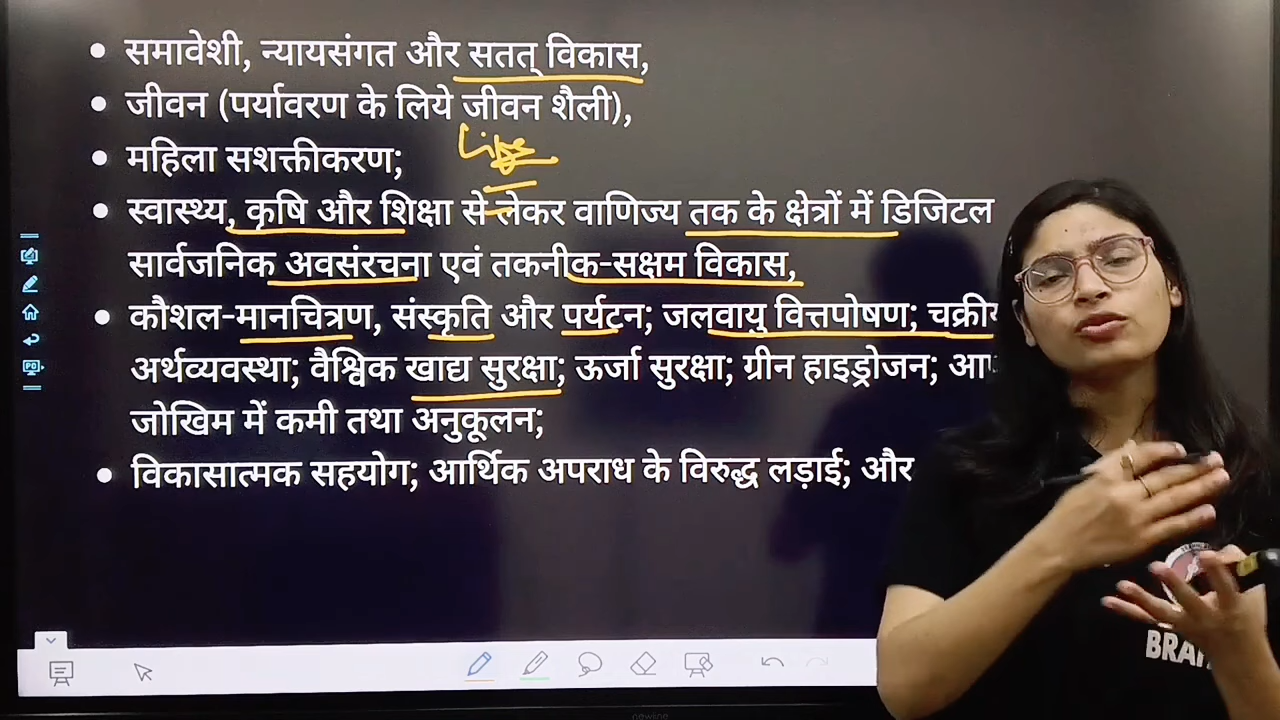 • समावेशी, न्यायसंगत और सतत् विकास,
• जीवन (पर्यावरण के लिये जीवन शैली),
• महिला सशक्तीकरण;
• स्वास्थ्य, कृषि और शिक्षा से लेकर वाणिज्य तक के क्षेत्रों में डिजिटल
सार्वजनिक अवसंरचना एवं तकनीक-सक्षम विकास,
• कौशल-मानचित्रण, संस्कृति और पर्यटन; जलवायु वित्तपोषण;
अर्थव्यवस्था; वैश्विक खाद्य सुरक्षा; ऊर्जा सुरक्षा; ग्रीन हाइड्रोजन;
जोखिम में कमी तथा अनुकूलन;
• विकासात्मक सहयोग; आर्थिक अपराध के विरुद्ध लड़ाई; और